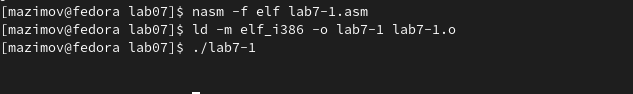 [mazimov@fedora lab07]$ nasm -f elf lab7-1.asm
[mazimov@fedora lab07]$ ld -m elf_i386 -o lab7-1 lab7-1.o
[mazimov@fedora lab07]$ ./lab7-1